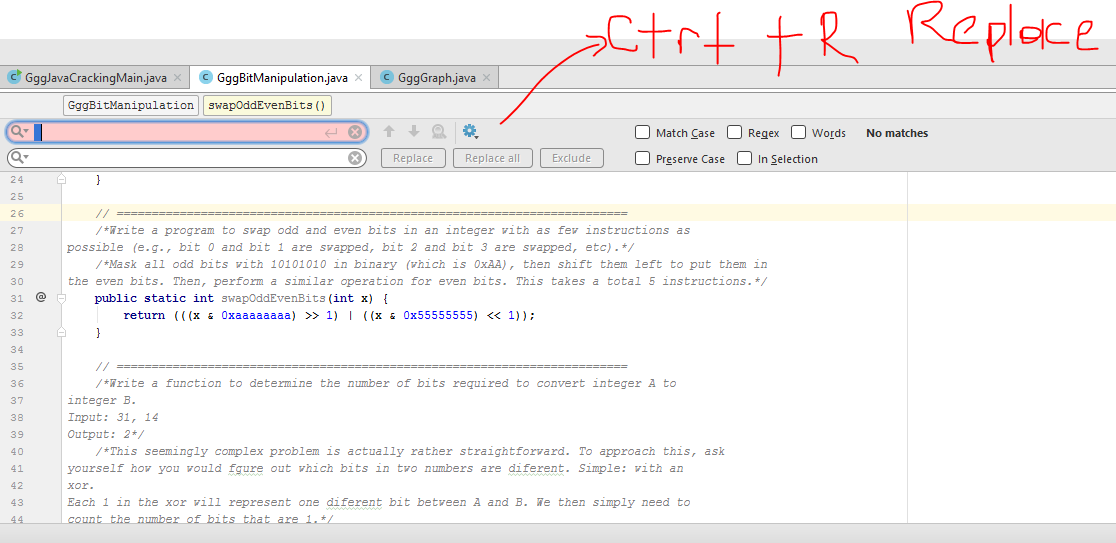 Ctrl + R Replace
GggJavaCrackingMain.java GggBitManipulation.java GggGraph.java
GggBitManipulation swapOddEvenBits()
Match Case Regex Words No matches
Replace Replace all Exclude Preserve Case In Selection
24 }
25
26 // =========================================================================
27 /*Write a program to swap odd and even bits in an integer with as few instructions as
28 possible (e.g., bit 0 and bit 1 are swapped, bit 2 and bit 3 are swapped, etc).*/
29 /*Mask all odd bits with 10101010 in binary (which is 0xAA), then shift them left to put them in
30 the even bits. Then, perform a similar operation for even bits. This takes a total 5 instructions.*/
31 @ public static int swapOddEvenBits(int x) {
32 return (((x & 0xaaaaaaaa) >> 1) | ((x & 0x55555555) << 1));
33 }
34
35 // =========================================================================
36 /*Write a function to determine the number of bits required to convert integer A to
37 integer B.
38 Input: 31, 14
39 Output: 2*/
40 /*This seemingly complex problem is actually rather straightforward. To approach this, ask
41 yourself how you would fgure out which bits in two numbers are diferent. Simple: with an
42 xor.
43 Each 1 in the xor will represent one diferent bit between A and B. We then simply need to
44 count the number of bits that are 1.*/